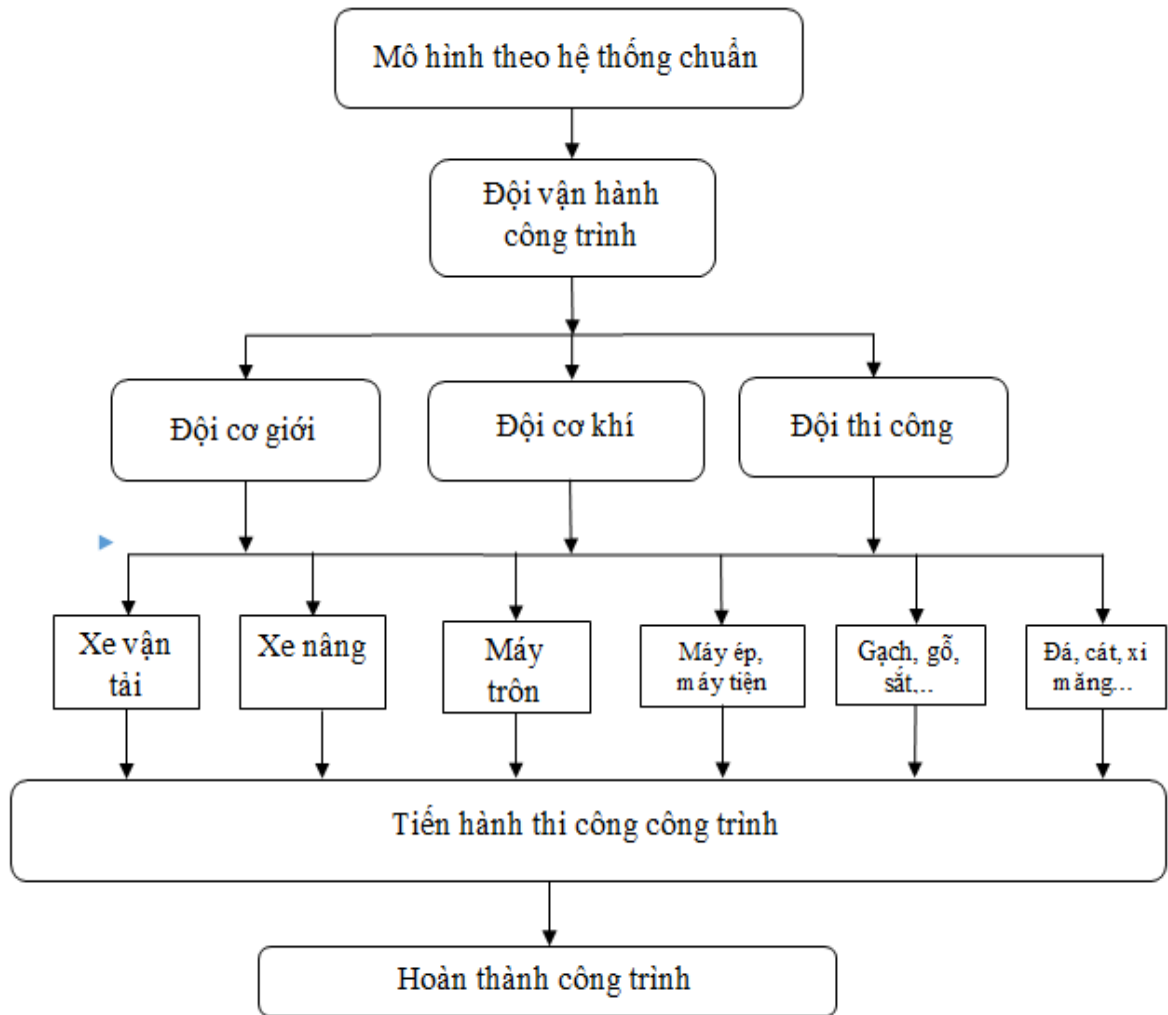 Mô hình theo hệ thống chuẩn
Đội vận hành
công trình
Đội cơ giới
Đội cơ khí
Đội thi công
Xe vận
tải
Xe nâng
Máy
trôn
Máy ép,
máy tiện
Gạch, gỗ,
sắt,..
Đá, cát, xi
măng...
Tiến hành thi công công trình
Hoàn thành công trình